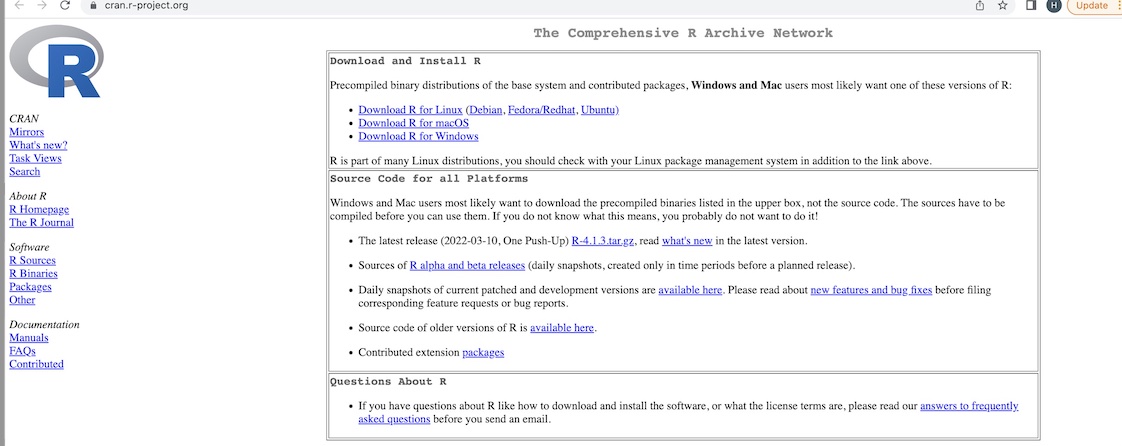 cran.r-project.org
H
Update
The Comprehensive R Archive Network
R
CRAN
Mirrors
What's new?
Task Views
Search
About R
R Homepage
The R Journal
Software
R Sources
R Binaries
Packages
Other
Documentation
Manuals
FAQs
Contributed
Download and Install R
Precompiled binary distributions of the base system and contributed packages, Windows and Mac users most likely want one of these versions of R:
• Download R for Linux (Debian, Fedora/Redhat, Ubuntu)
• Download R for macOS
• Download R for Windows
R is part of many Linux distributions, you should check with your Linux package management system in addition to the link above.
Source Code for all Platforms
Windows and Mac users most likely want to download the precompiled binaries listed in the upper box, not the source code. The sources have to be
compiled before you can use them. If you do not know what this means, you probably do not want to do it!
• The latest release (2022-03-10, One Push-Up) R-4.1.3.tar.gz, read what's new in the latest version.
• Sources of R alpha and beta releases (daily snapshots, created only in time periods before a planned release).
• Daily snapshots of current patched and development versions are available here. Please read about new features and bug fixes before filing
corresponding feature requests or bug reports.
• Source code of older versions of R is available here.
• Contributed extension packages
Questions About R
• If you have questions about R like how to download and install the software, or what the license terms are, please read our answers to frequently
asked questions before you send an email.